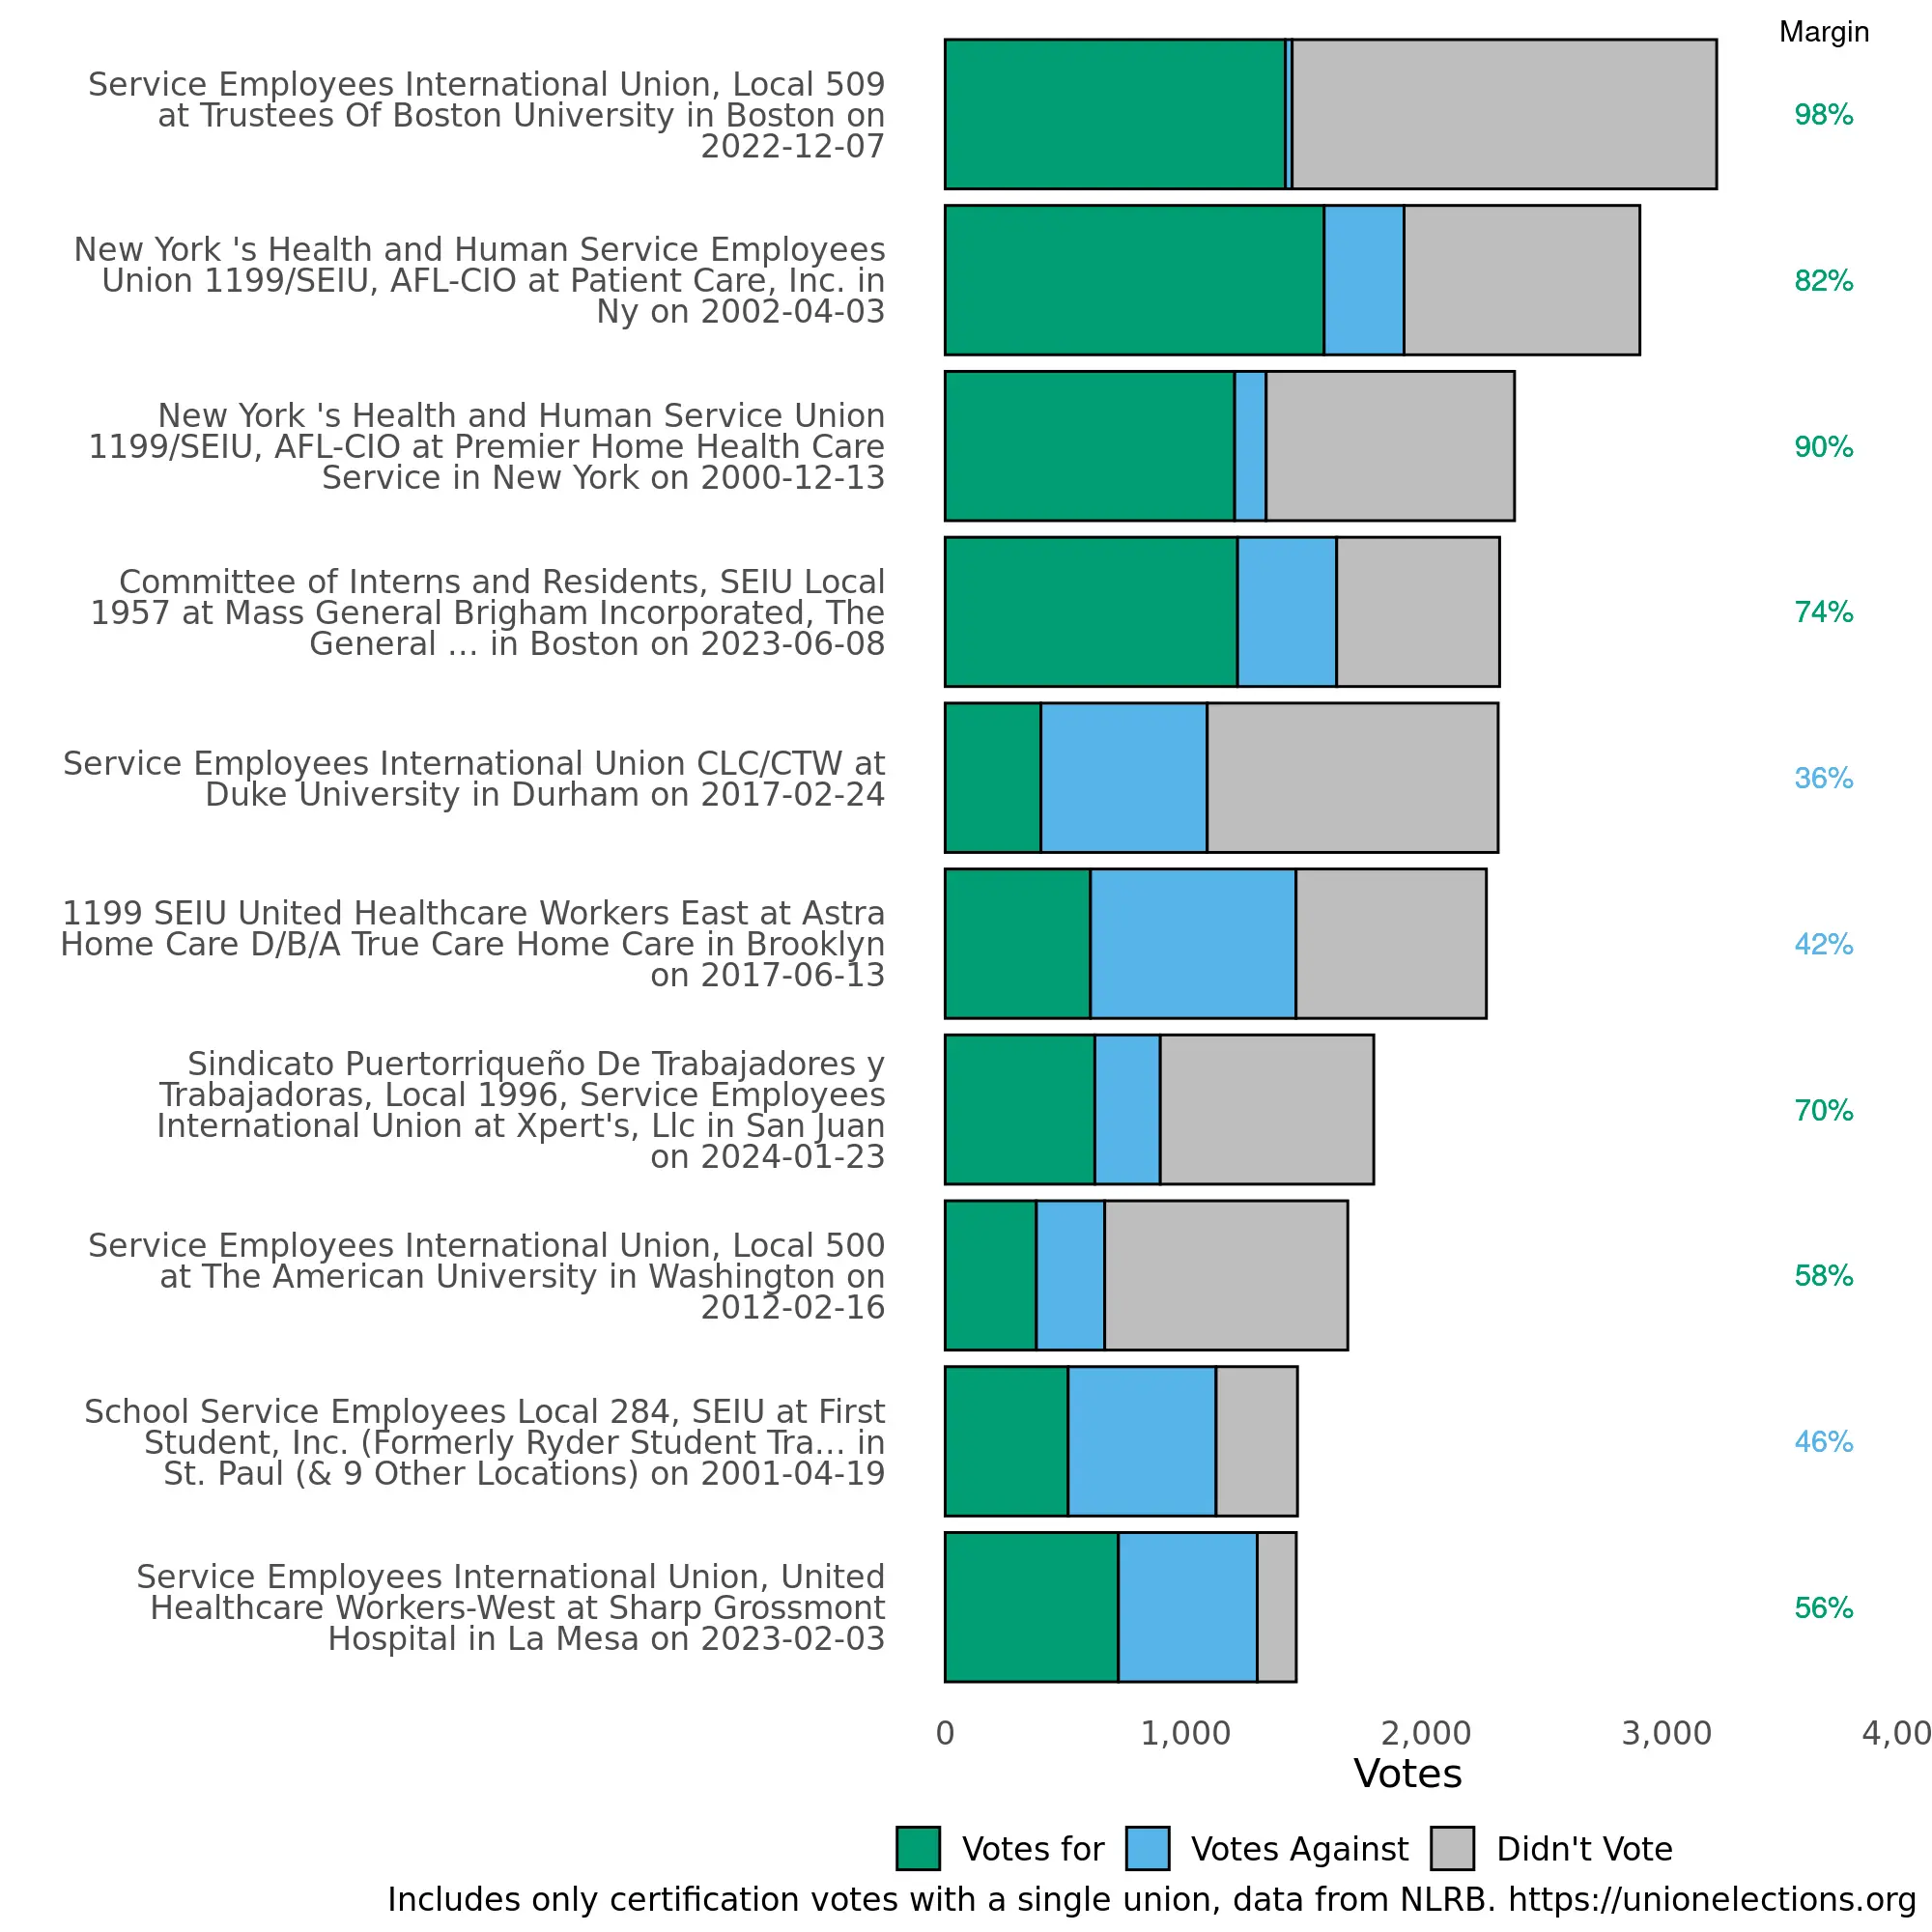 Margin
Service Employees International Union, Local 509
at Trustees Of Boston University in Boston on
2022-12-07
98%
New York 's Health and Human Service Employees
Union 1199/SEIU, AFL-CIO at Patient Care, Inc. in
Ny on 2002-04-03
82%
New York 's Health and Human Service Union
1199/SEIU, AFL-CIO at Premier Home Health Care
Service in New York on 2000-12-13
90%
Committee of Interns and Residents, SEIU Local
1957 at Mass General Brigham Incorporated, The
General ... in Boston on 2023-06-08
74%
Service Employees International Union CLC/CTW at
Duke University in Durham on 2017-02-24
36%
1199 SEIU United Healthcare Workers East at Astra
Home Care D/B/A True Care Home Care in Brooklyn
on 2017-06-13
42%
Sindicato Puertorriqueño De Trabajadores y
Trabajadoras, Local 1996, Service Employees
International Union at Xpert's, Llc in San Juan
on 2024-01-23
70%
Service Employees International Union, Local 500
at The American University in Washington on
2012-02-16
58%
School Service Employees Local 284, SEIU at First
Student, Inc. (Formerly Ryder Student Tra... in
St. Paul (& 9 Other Locations) on 2001-04-19
46%
Service Employees International Union, United
Healthcare Workers-West at Sharp Grossmont
Hospital in La Mesa on 2023-02-03
56%
0 1,000 2,000 3,000 4,00
Votes
Votes for Votes Against Didn't Vote
Includes only certification votes with a single union, data from NLRB. https://unionelections.org